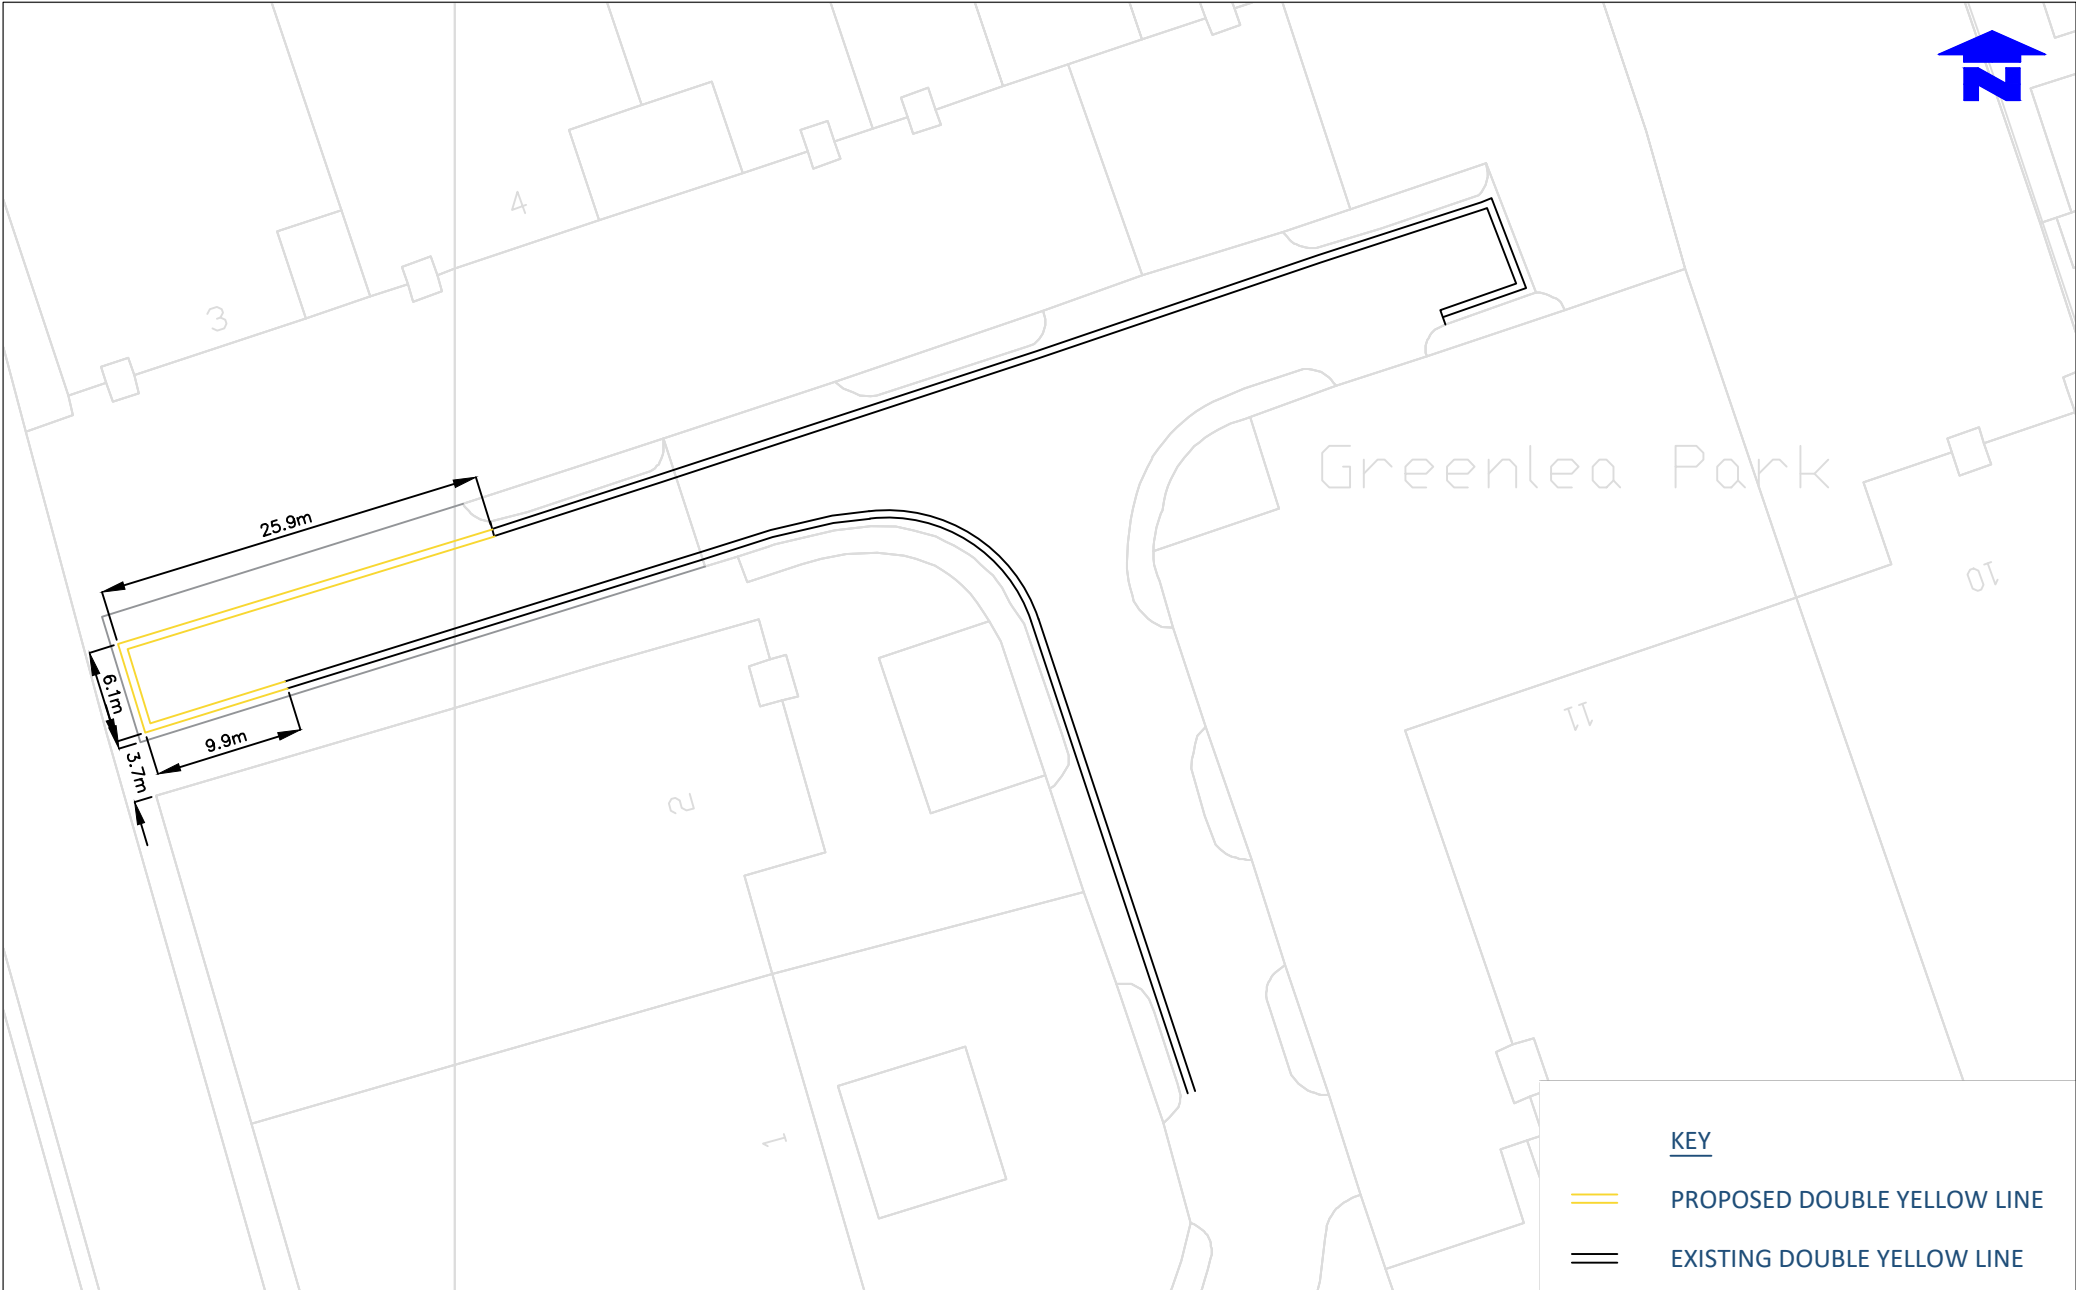 N
4
3
25.9m
Greenlea Park
10
6.1m
9.9m
3.7m
11
2
1
KEY
PROPOSED DOUBLE YELLOW LINE
EXISTING DOUBLE YELLOW LINE